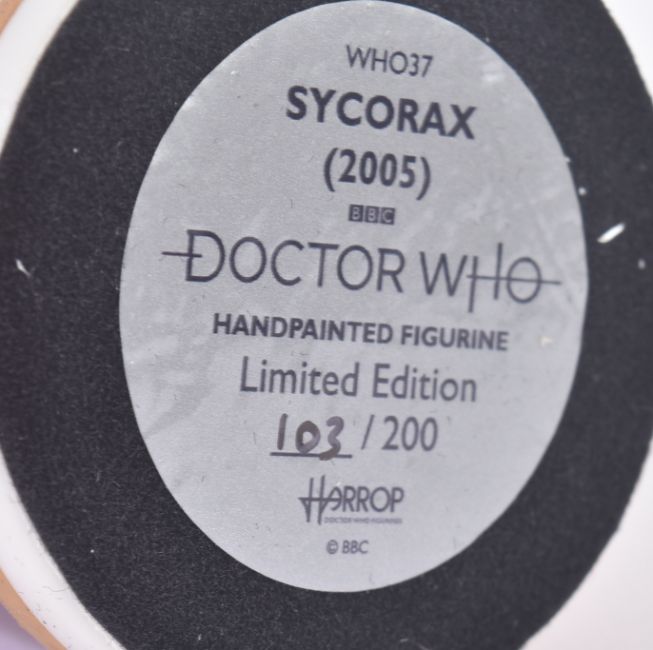 WHO37
SYCORAX
(2005)
BBC
DOCTOR WHO
HANDPAINTED FIGURINE
Limited Edition
103 / 200
HARROP
DOCTOR WHO FIGURINES
© BBC